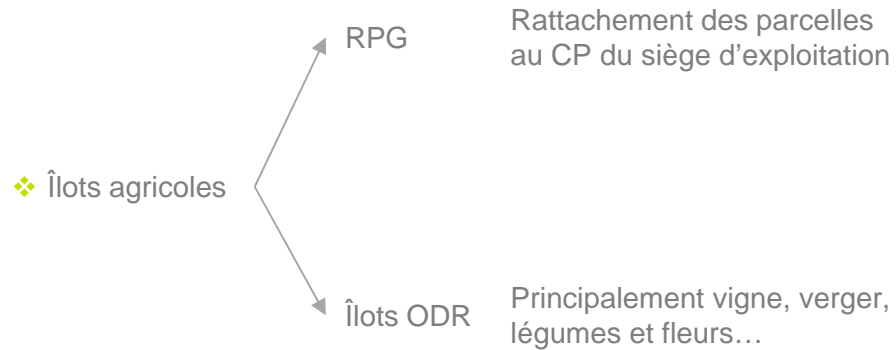 RPG
Rattachement des parcelles
au CP du siège d’exploitation
❖ Îlots agricoles
Îlots ODR
Principalement vigne, verger,
légumes et fleurs…